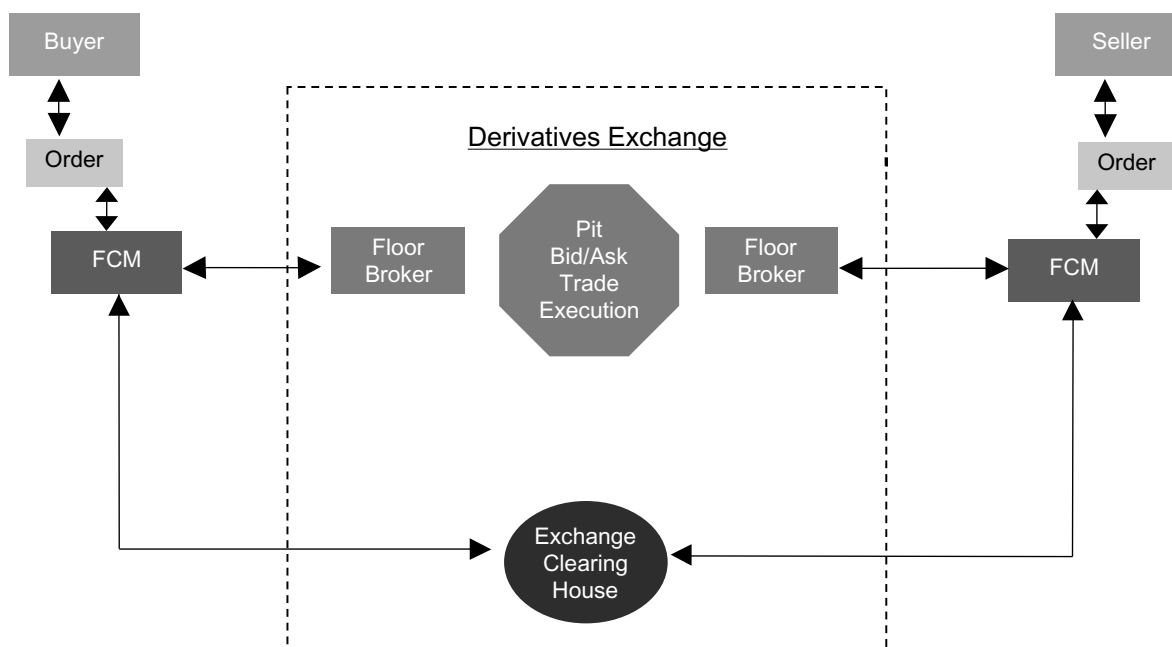 Buyer
Seller
Derivatives Exchange
Order
Order
Pit
Bid/Ask
Trade
Execution
FCM
Floor
Broker
Floor
Broker
FCM
Exchange
Clearing
House